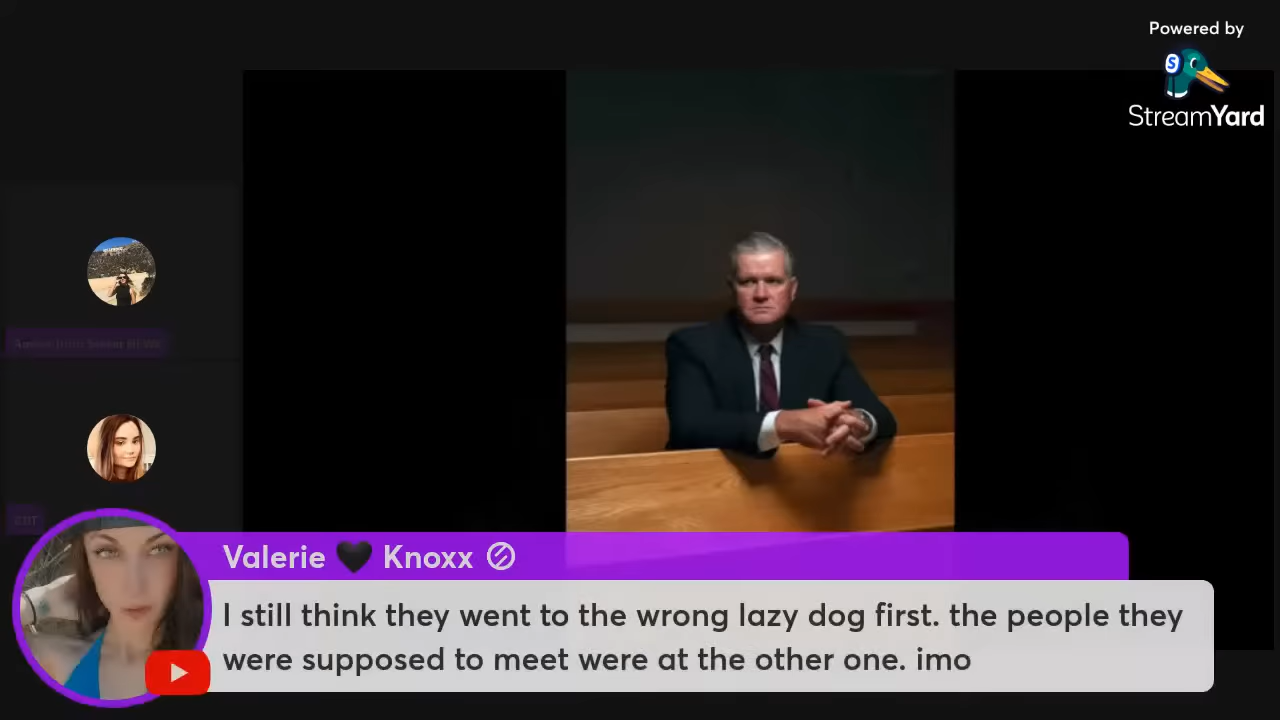 Powered by
StreamYard
Valerie 🖤 Knoxx
I still think they went to the wrong lazy dog first. the people they
were supposed to meet were at the other one. imo